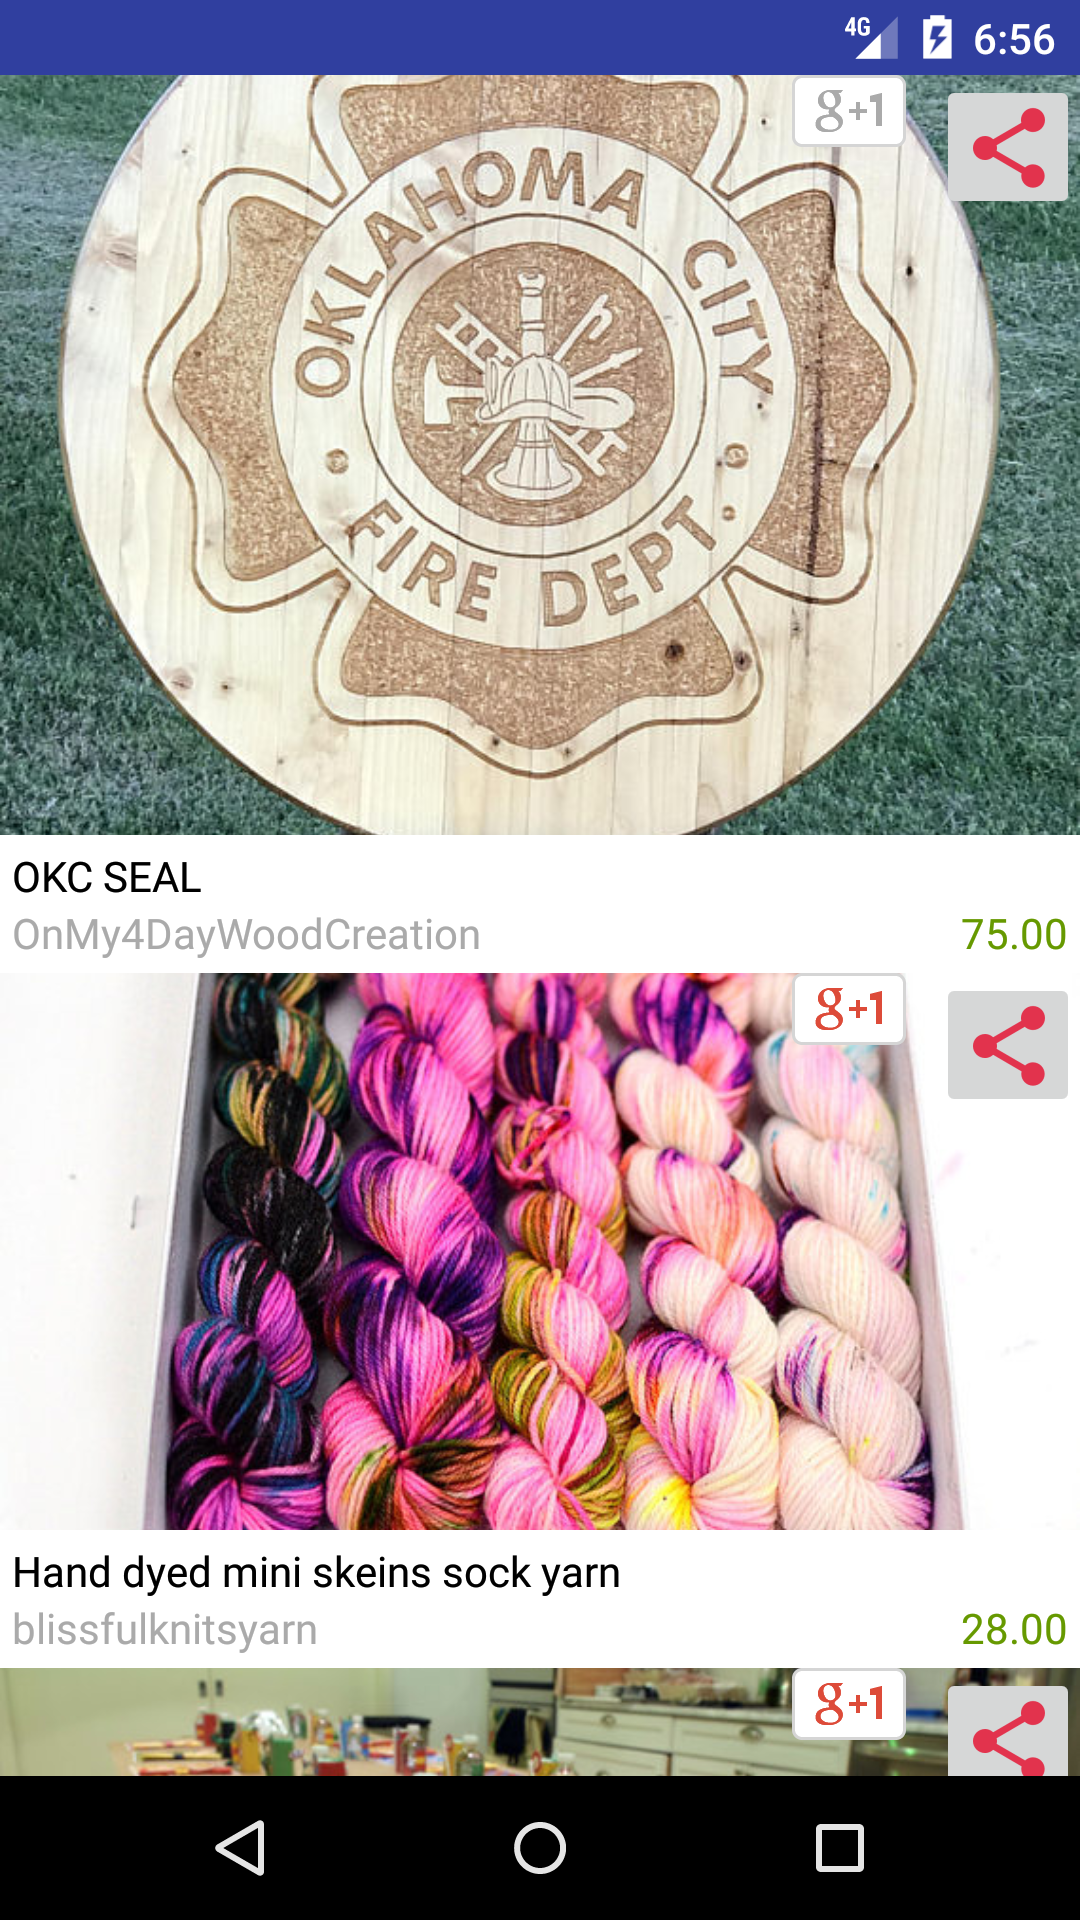 4G 6:56
g+1
OKLAHOMA CITY
FIRE DEPT
OKC SEAL
OnMy4DayWoodCreation 75.00
g+1
Hand dyed mini skeins sock yarn
blissfulknitsyarn 28.00
g+1